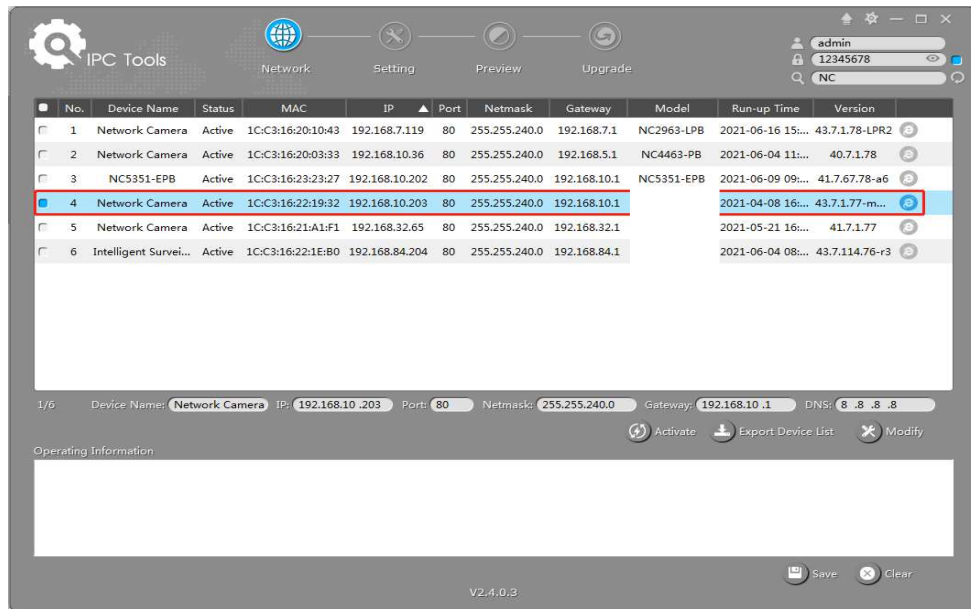 IPC Tools
Network Setting Preview Upgrade
admin
12345678
NC
No. Device Name Status MAC IP Port Netmask Gateway Model Run-up Time Version
1 Network Camera Active 1C:C3:16:20:10:43 192.168.7.119 80 255.255.240.0 192.168.7.1 NC2963-LPB 2021-06-16 15:... 43.7.1.78-LPR2
2 Network Camera Active 1C:C3:16:20:03:33 192.168.10.36 80 255.255.240.0 192.168.5.1 NC4463-PB 2021-06-04 11:... 40.7.1.78
3 NC5351-EPB Active 1C:C3:16:23:23:27 192.168.10.202 80 255.255.240.0 192.168.10.1 NC5351-EPB 2021-06-09 09:... 41.7.67.78-a6
4 Network Camera Active 1C:C3:16:22:19:32 192.168.10.203 80 255.255.240.0 192.168.10.1 2021-04-08 16:... 43.7.1.77-m...
5 Network Camera Active 1C:C3:16:21:A1:F1 192.168.32.65 80 255.255.240.0 192.168.32.1 2021-05-21 16:... 41.7.1.77
6 Intelligent Survei... Active 1C:C3:16:22:1E:B0 192.168.84.204 80 255.255.240.0 192.168.84.1 2021-06-04 08:... 43.7.114.76-r3
1/6 Device Name: Network Camera IP: 192.168.10 .203 Port: 80 Netmask: 255.255.240.0 Gateway: 192.168.10 .1 DNS: 8 .8 .8 .8
Activate Export Device List Modify
Operating Information
Save Clear
V2.4.0.3